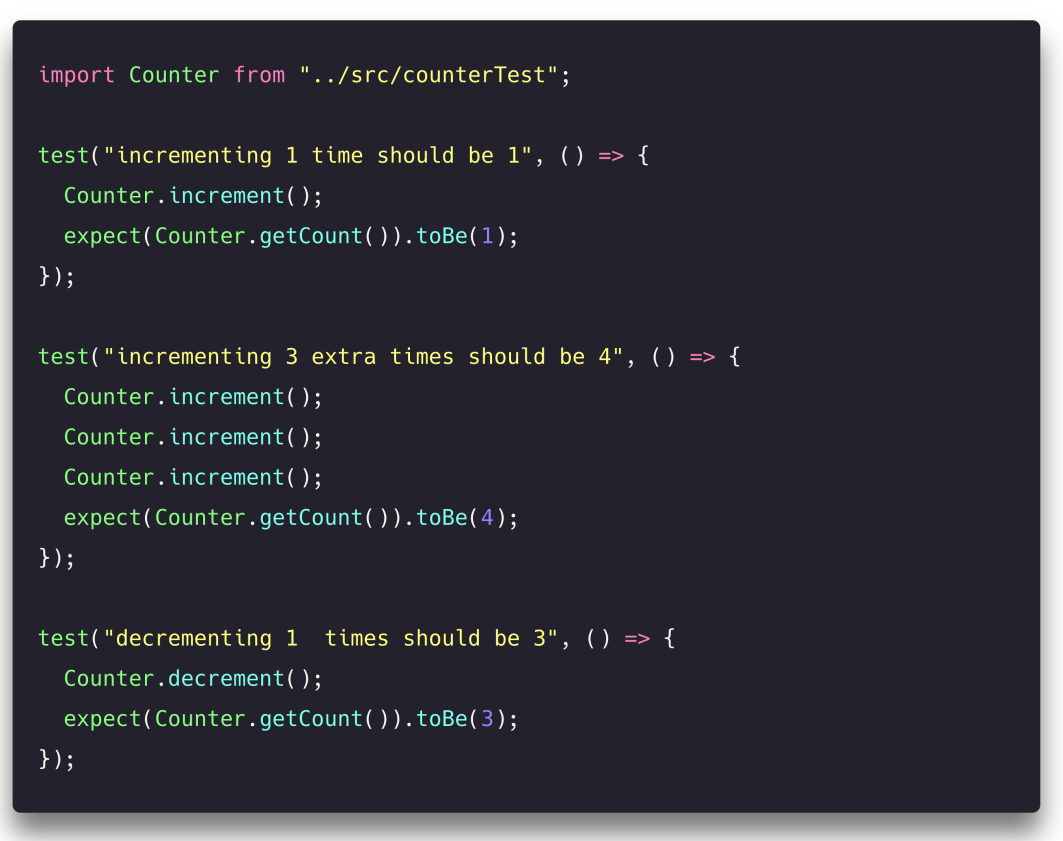 import Counter from "../src/counterTest";
test("incrementing 1 time should be 1", () => {
  Counter.increment();
  expect(Counter.getCount()).toBe(1);
});
test("incrementing 3 extra times should be 4", () => {
  Counter.increment();
  Counter.increment();
  Counter.increment();
  expect(Counter.getCount()).toBe(4);
});
test("decrementing 1  times should be 3", () => {
  Counter.decrement();
  expect(Counter.getCount()).toBe(3);
});